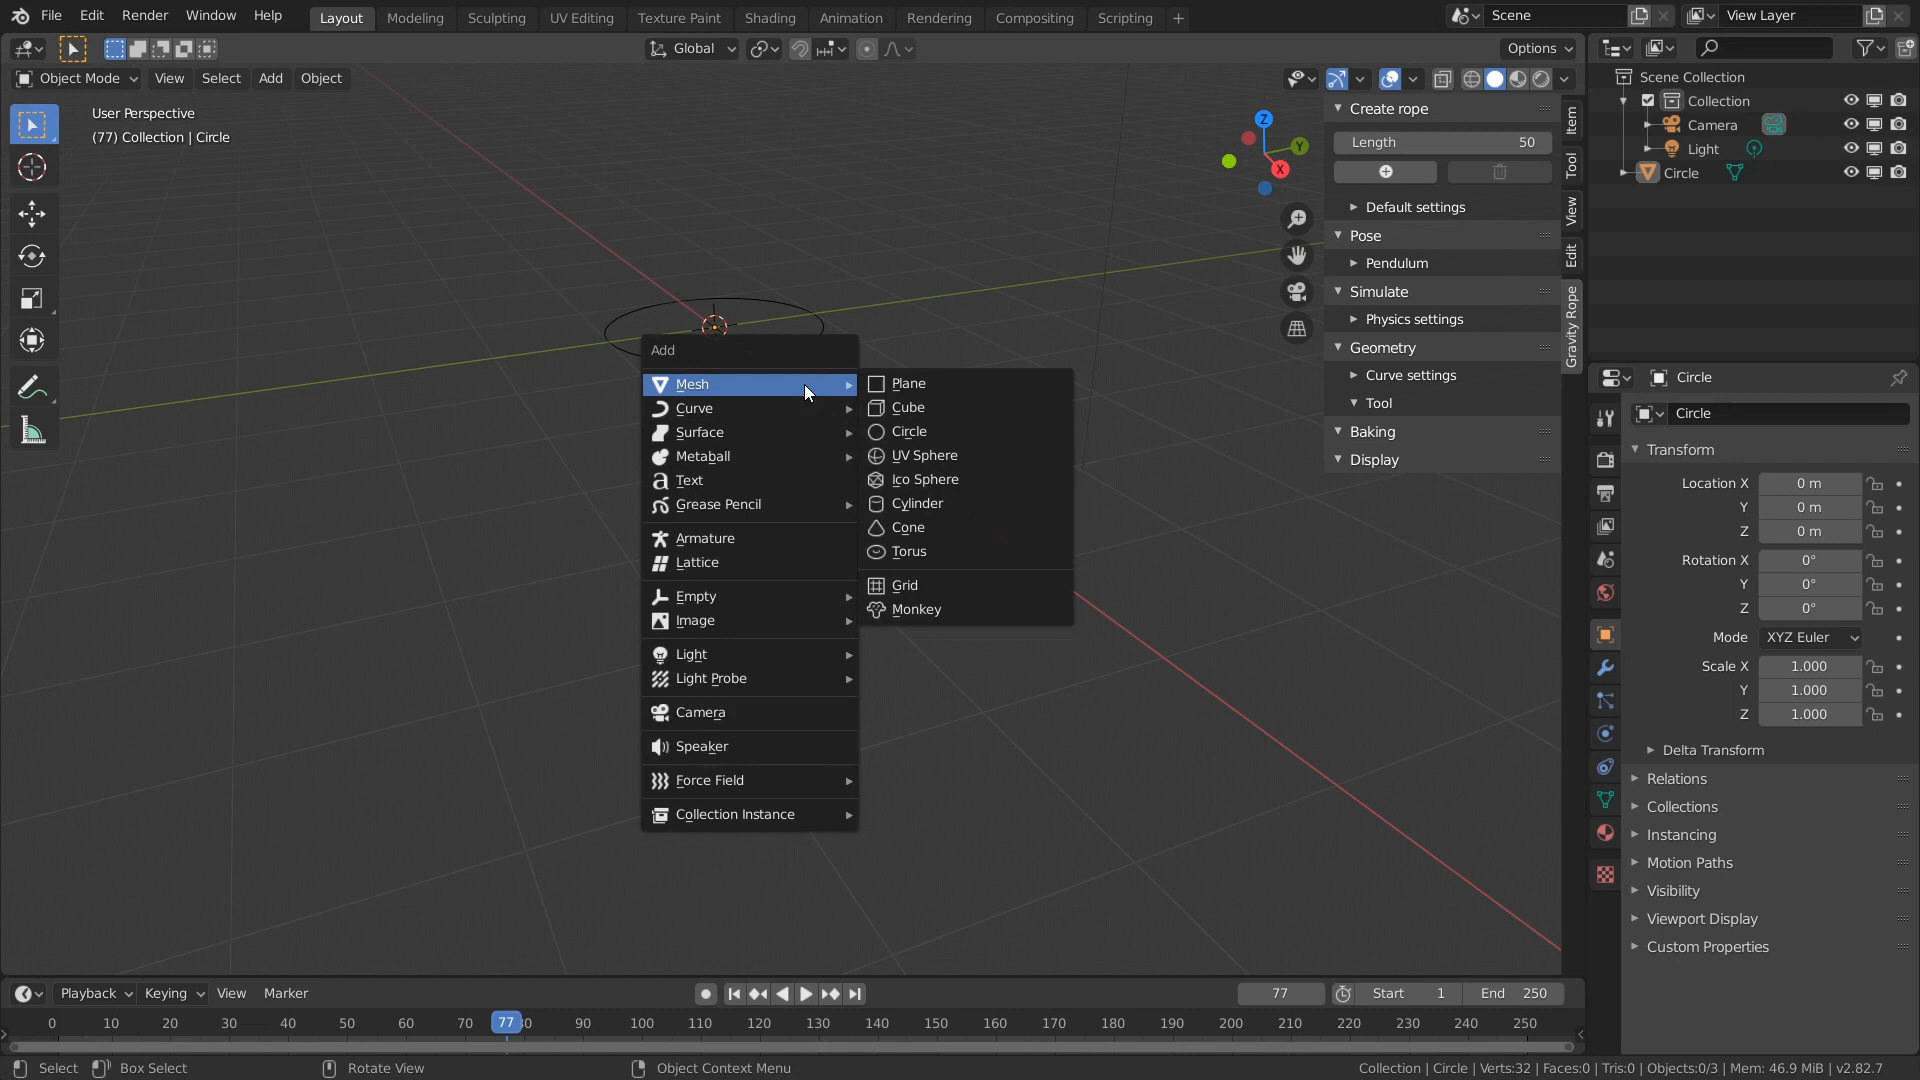 File Edit Render Window Help Layout Modeling Sculpting UV Editing Texture Paint Shading Animation Rendering Compositing Scripting + Scene View Layer
Global Options
Object Mode View Select Add Object
User Perspective
(77) Collection | Circle
Z
Y
X
Create rope
Length 50
Default settings
Pose
Pendulum
Simulate
Physics settings
Geometry
Curve settings
Tool
Baking
Display
Item
Tool
View
Edit
Gravity Rope
Add
Mesh
Curve
Surface
Metaball
Text
Grease Pencil
Armature
Lattice
Empty
Image
Light
Light Probe
Camera
Speaker
Force Field
Collection Instance
Plane
Cube
Circle
UV Sphere
Ico Sphere
Cylinder
Cone
Torus
Grid
Monkey
Scene Collection
Collection
Camera
Light
Circle
Circle
Circle
Transform
Location X 0 m
Y 0 m
Z 0 m
Rotation X 0°
Y 0°
Z 0°
Mode XYZ Euler
Scale X 1.000
Y 1.000
Z 1.000
Delta Transform
Relations
Collections
Instancing
Motion Paths
Visibility
Viewport Display
Custom Properties
Playback Keying View Marker 77 Start 1 End 250
0 10 20 30 40 50 60 70 77 80 90 100 110 120 130 140 150 160 170 180 190 200 210 220 230 240 250
Select Box Select Rotate View Object Context Menu Collection | Circle | Verts:32 | Faces:0 | Tris:0 | Objects:0/3 | Mem: 46.9 MiB | v2.82.7